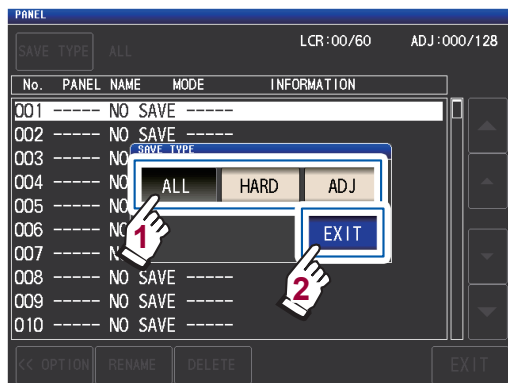 PANEL
SAVE TYPE ALL LCR:00/60 ADJ:000/128
No. PANEL NAME MODE INFORMATION
001 ----- NO SAVE -----
002 ----- NO SAVE -----
003 ----- NO
SAVE TYPE
004 ----- NO
ALL HARD ADJ
005 ----- NO
006 ----- NO
1
EXIT
007 -----
2
008 ----- NO SAVE -----
009 ----- NO SAVE -----
010 ----- NO SAVE -----
<< OPTION RENAME DELETE EXIT